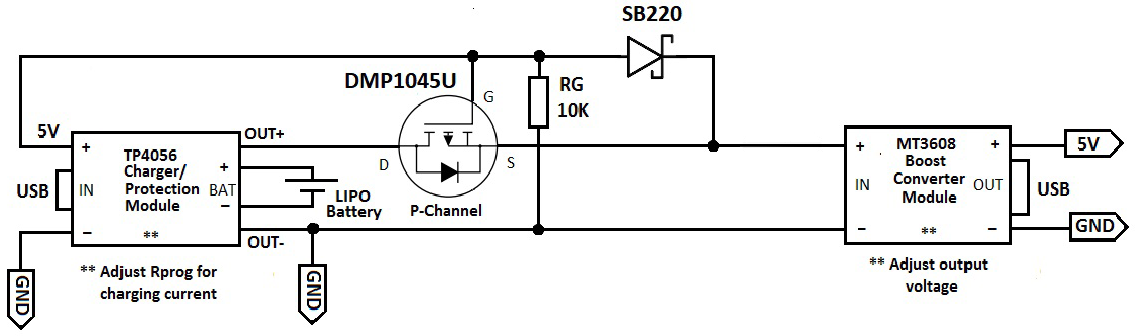 SB220
DMP1045U
G
RG
10K
5V
OUT+
+
TP4056
Charger/
Protection
Module
+
BAT
−
USB
IN
−
**
OUT-
D
S
LIPO
Battery
P-Channel
+
MT3608
Boost
Converter
Module
+
IN
OUT
USB
−
**
−
5V
GND
GND
GND
** Adjust Rprog for
charging current
** Adjust output
voltage